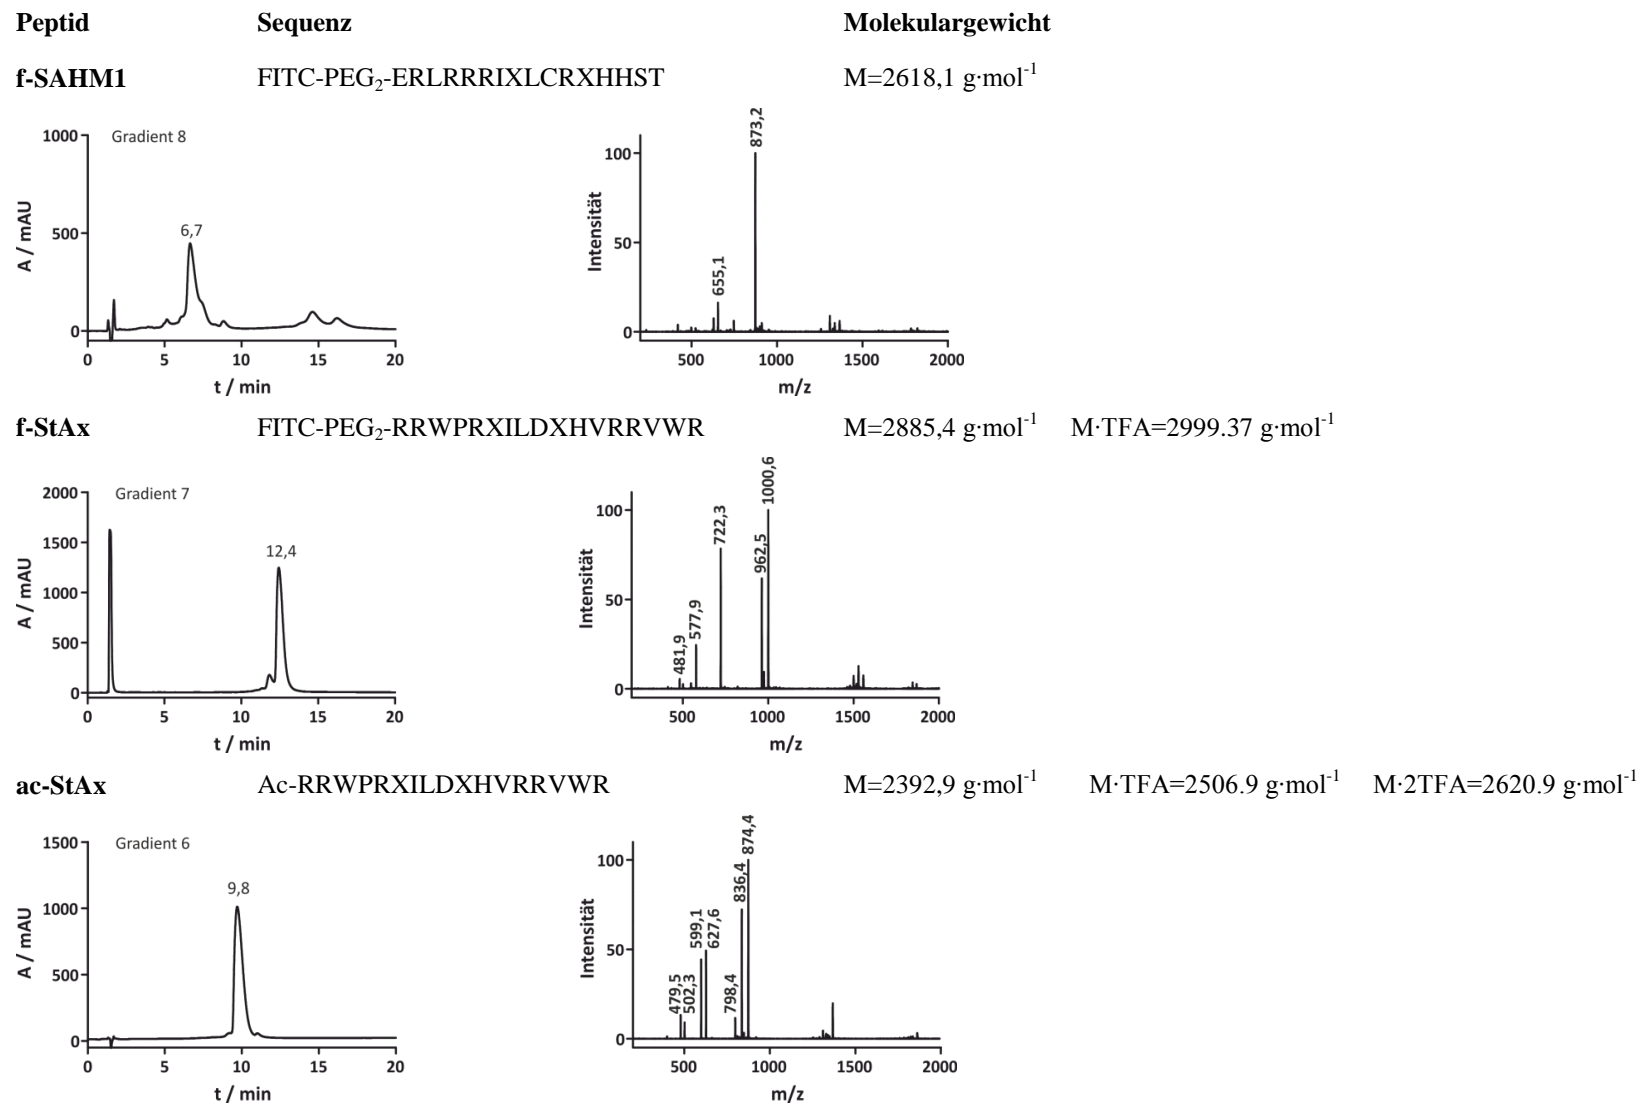 Peptid Sequenz Molekulargewicht
f-SAHM1 FITC-PEG2-ERLRRRIXLCRXHHST M=2618,1 g·mol-1
Gradient 8
1000
500
0
A / mAU
6,7
0 5 10 15 20
t / min
100
50
0
Intensität
655,1
873,2
500 1000 1500 2000
m/z
f-StAx FITC-PEG2-RRWPRXILDXHVRRVWR M=2885,4 g·mol-1 M·TFA=2999.37 g·mol-1
Gradient 7
2000
1500
1000
500
0
A / mAU
12,4
0 5 10 15 20
t / min
100
50
0
Intensität
481,9
577,9
722,3
962,5
1000,6
500 1000 1500 2000
m/z
ac-StAx Ac-RRWPRXILDXHVRRVWR M=2392,9 g·mol-1 M·TFA=2506.9 g·mol-1 M·2TFA=2620.9 g·mol-1
Gradient 6
1500
1000
500
0
A / mAU
9,8
0 5 10 15 20
t / min
100
50
0
Intensität
479,5
502,3
599,1
627,6
798,4
836,4
874,4
500 1000 1500 2000
m/z